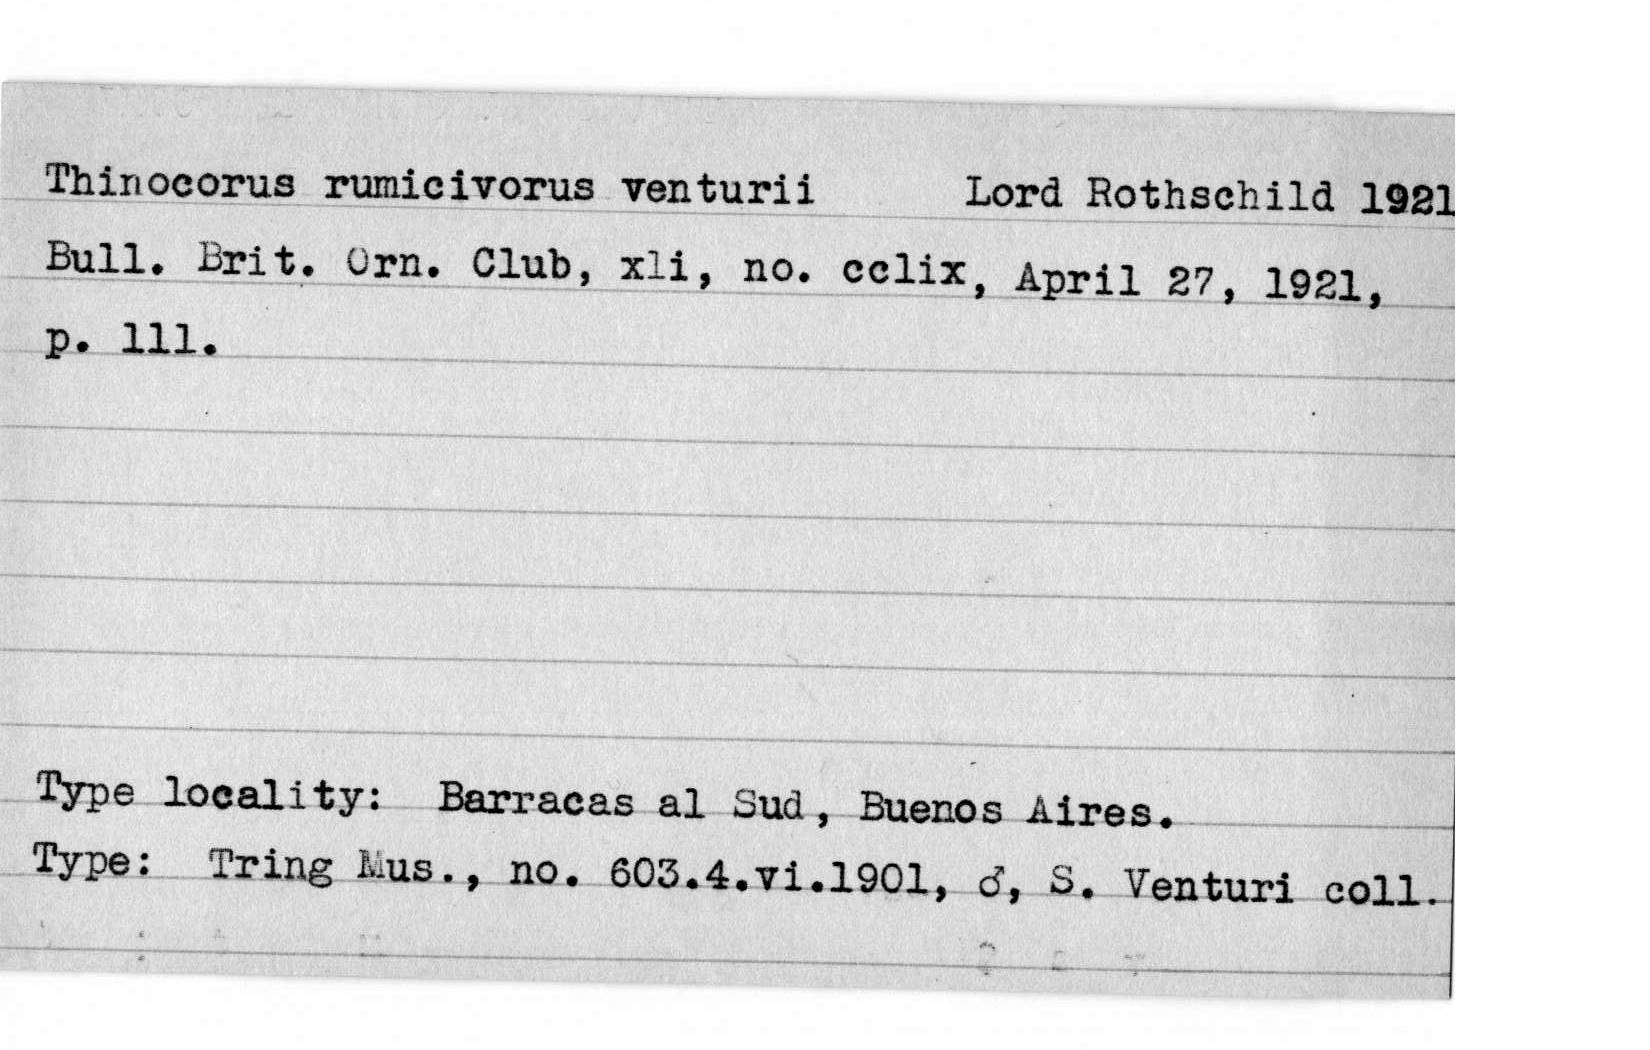 Thinocorus rumicivorus venturii Lord Rothschild 1921
Bull. Brit. Orn. Club, xli, no. cclix, April 27, 1921,
p. 111.
Type locality: Barracas al Sud, Buenos Aires.
Type: Tring Mus., no. 603.4.vi.1901, ♂, S. Venturi coll.